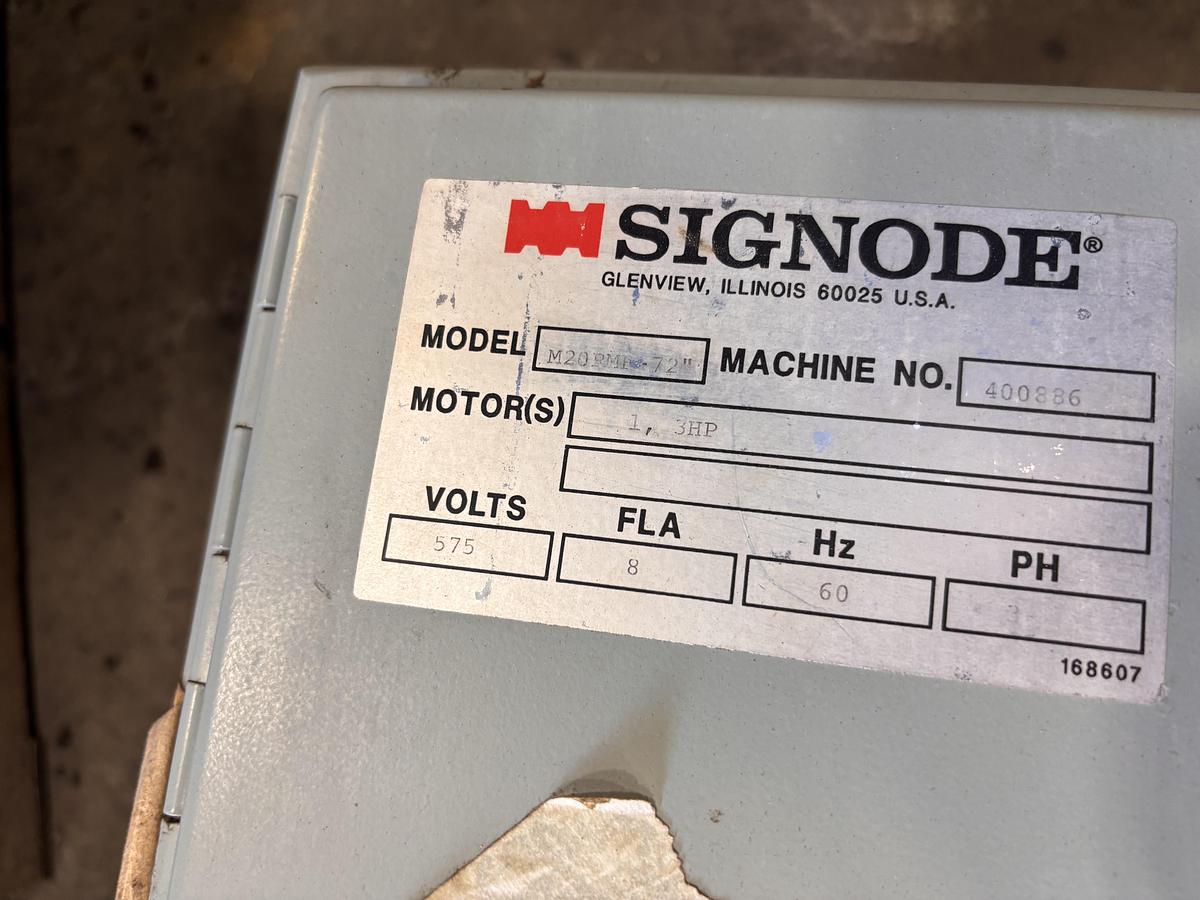 SIGNODE®
GLENVIEW, ILLINOIS 60025 U.S.A.
MODEL MACHINE NO. 400886
MOTOR(S) 1, 3HP
VOLTS FLA Hz PH
575 8 60 3
168607